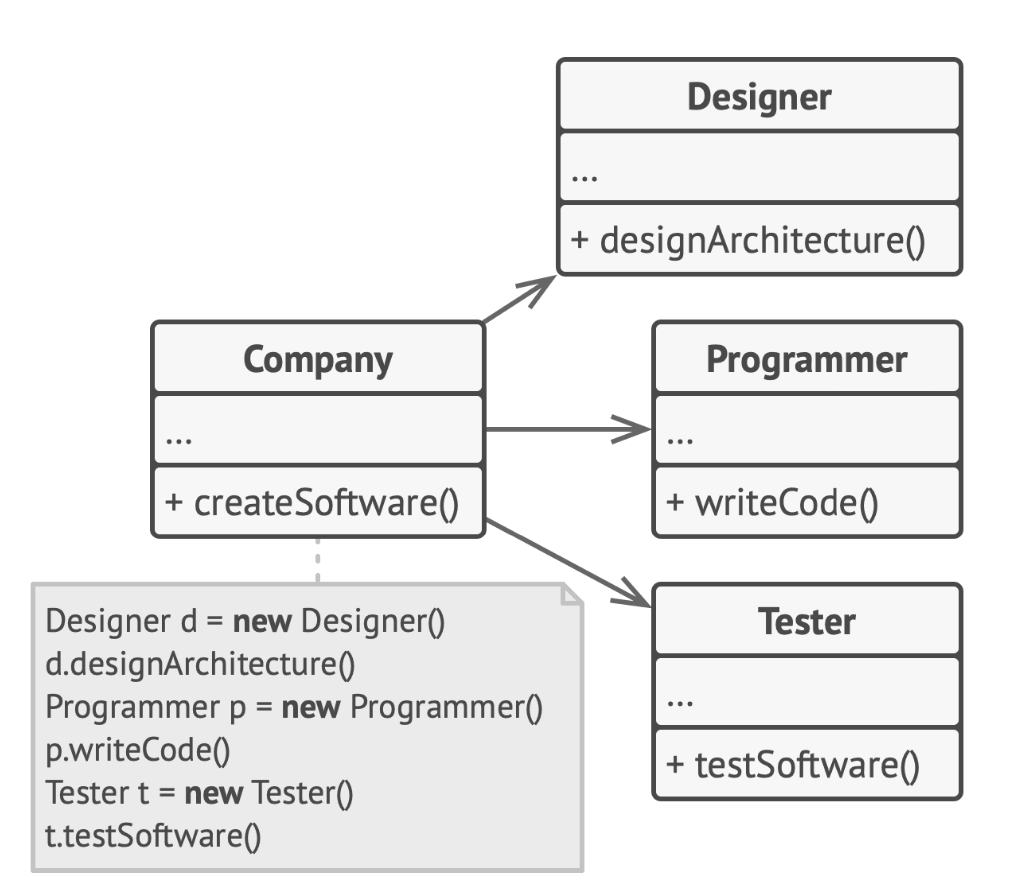 Designer
...
+ designArchitecture()
Company
...
+ createSoftware()
Programmer
...
+ writeCode()
Tester
...
+ testSoftware()
Designer d = new Designer()
d.designArchitecture()
Programmer p = new Programmer()
p.writeCode()
Tester t = new Tester()
t.testSoftware()